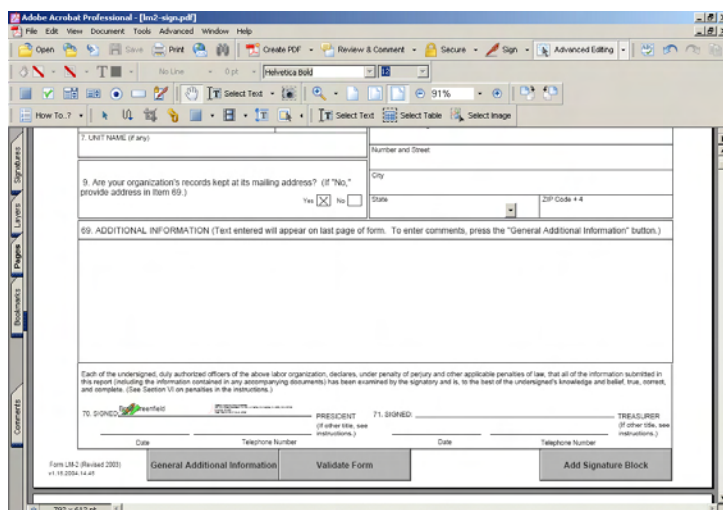 Adobe Acrobat Professional - [lm2-sign.pdf]
File Edit View Document Tools Advanced Window Help
Open Save Print Create PDF Review & Comment Secure Sign Advanced Editing
No Line 0 pt Helvetica Bold 12
Select Text 91%
How To..? Select Text Select Table Select Image
Signatures
Layers
Pages
Bookmarks
Comments
7. UNIT NAME (if any)
Number and Street
9. Are your organization's records kept at its mailing address? (If "No,"
provide address in Item 69.)
Yes No
City
State ZIP Code + 4
69. ADDITIONAL INFORMATION (Text entered will appear on last page of form. To enter comments, press the "General Additional Information" button.)
Each of the undersigned, duly authorized officers of the above labor organization, declares, under penalty of perjury and other applicable penalties of law, that all of the information submitted in
this report (including the information contained in any accompanying documents) has been examined by the signatory and is, to the best of the undersigned's knowledge and belief, true, correct,
and complete. (See Section VI on penalties in the instructions.)
70. SIGNED: Greenfield PRESIDENT 71. SIGNED: TREASURER
(If other title, see instructions.) (If other title, see instructions.)
Date Telephone Number Date Telephone Number
Form LM-2 (Revised 2003)
General Additional Information Validate Form Add Signature Block
792 x 612 pt